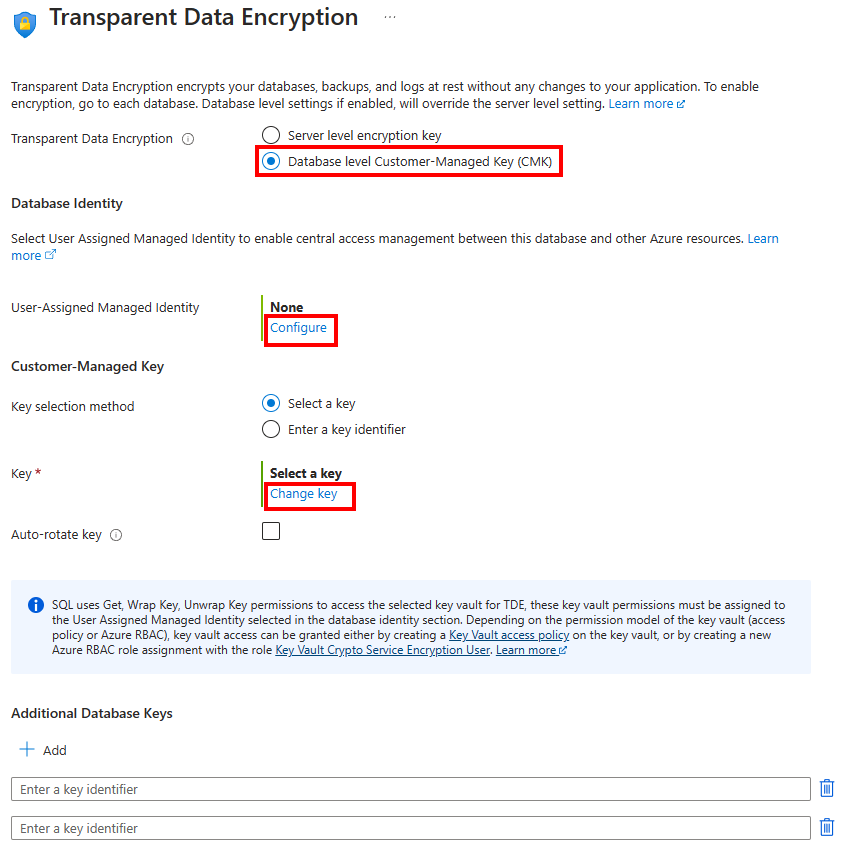 Transparent Data Encryption ...
Transparent Data Encryption encrypts your databases, backups, and logs at rest without any changes to your application. To enable
encryption, go to each database. Database level settings if enabled, will override the server level setting. Learn more
Transparent Data Encryption
Server level encryption key
Database level Customer-Managed Key (CMK)
Database Identity
Select User Assigned Managed Identity to enable central access management between this database and other Azure resources. Learn
more
User-Assigned Managed Identity
None
Configure
Customer-Managed Key
Key selection method
Select a key
Enter a key identifier
Key *
Select a key
Change key
Auto-rotate key
SQL uses Get, Wrap Key, Unwrap Key permissions to access the selected key vault for TDE, these key vault permissions must be assigned to
the User Assigned Managed Identity selected in the database identity section. Depending on the permission model of the key vault (access
policy or Azure RBAC), key vault access can be granted either by creating a Key Vault access policy on the key vault, or by creating a new
Azure RBAC role assignment with the role Key Vault Crypto Service Encryption User. Learn more
Additional Database Keys
Add
Enter a key identifier
Enter a key identifier